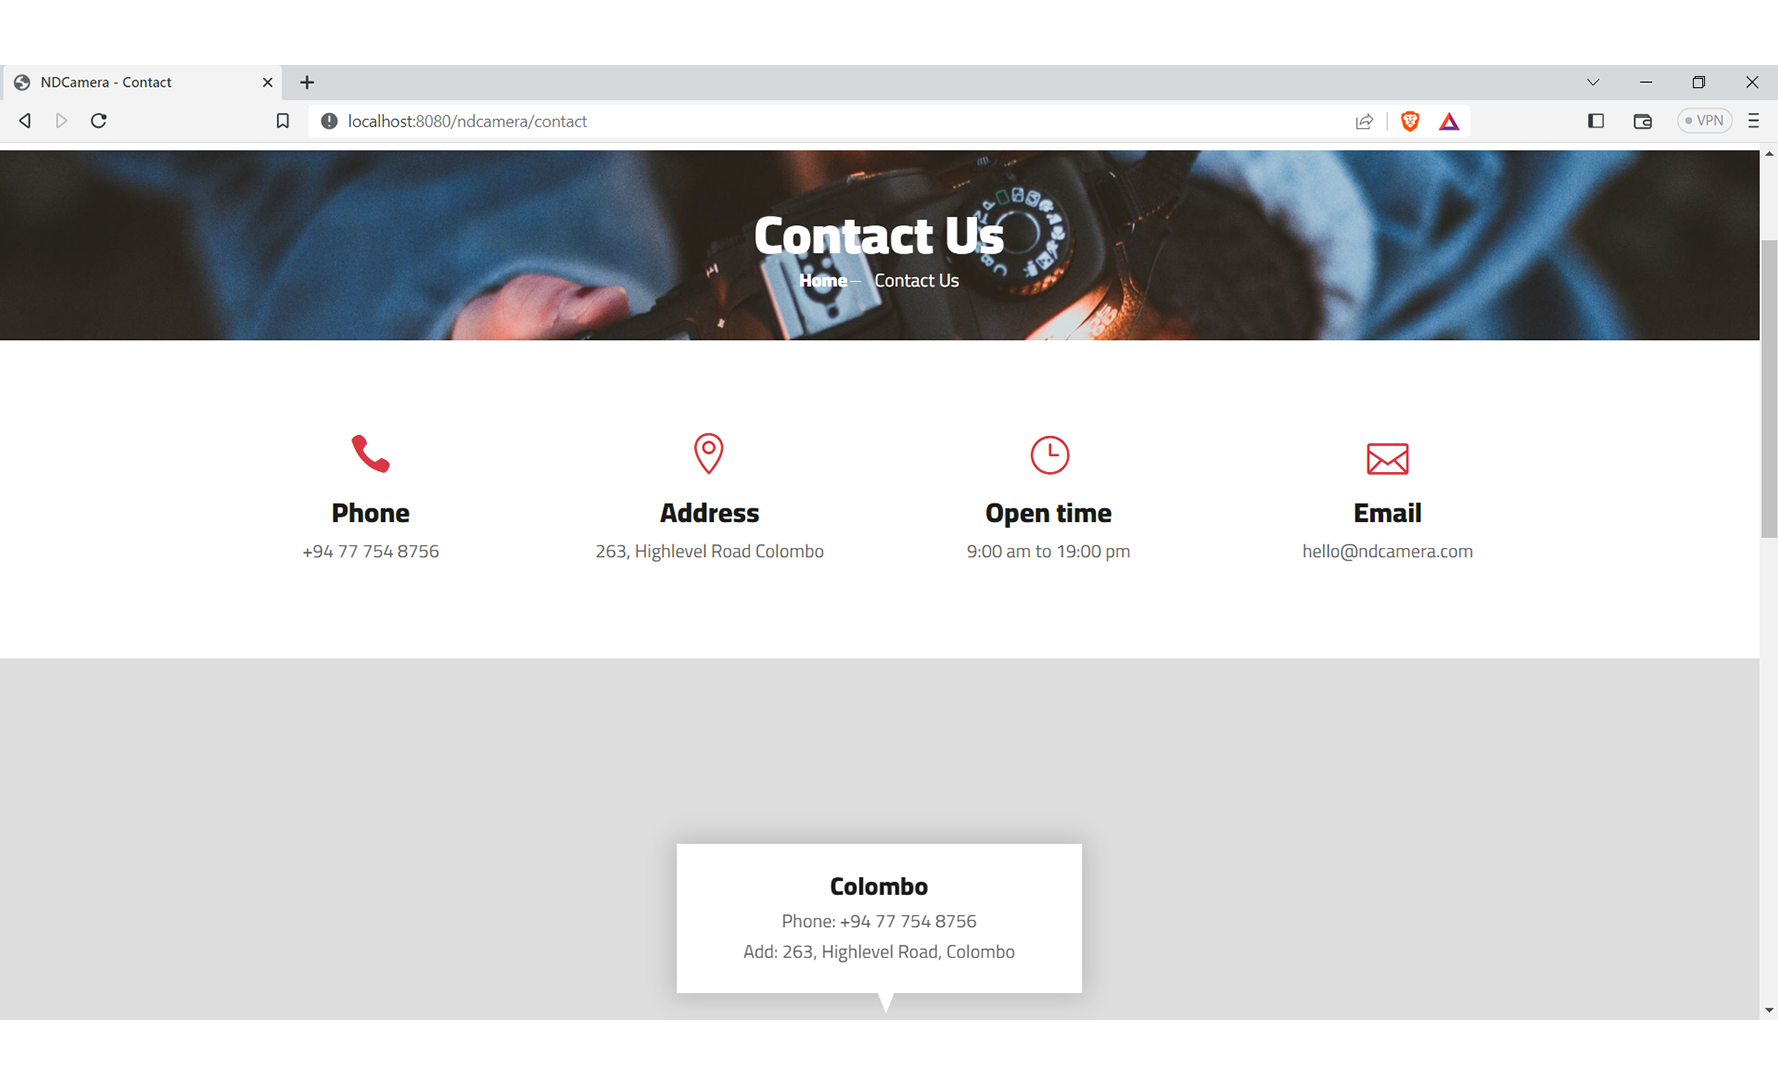 NDCamera - Contact
localhost:8080/ndcamera/contact
VPN
Contact Us
Home – Contact Us
Phone
+94 77 754 8756
Address
263, Highlevel Road Colombo
Open time
9:00 am to 19:00 pm
Email
hello@ndcamera.com
Colombo
Phone: +94 77 754 8756
Add: 263, Highlevel Road, Colombo